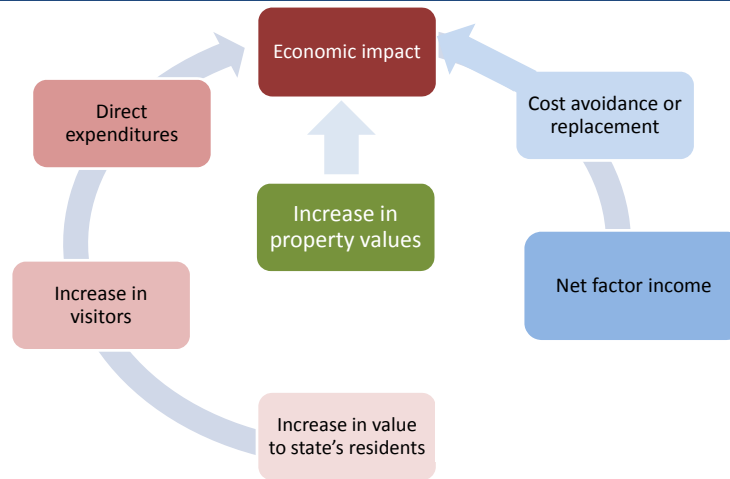 Economic impact
Direct
expenditures
Cost avoidance or
replacement
Increase in
property values
Increase in
visitors
Net factor income
Increase in value
to state’s residents